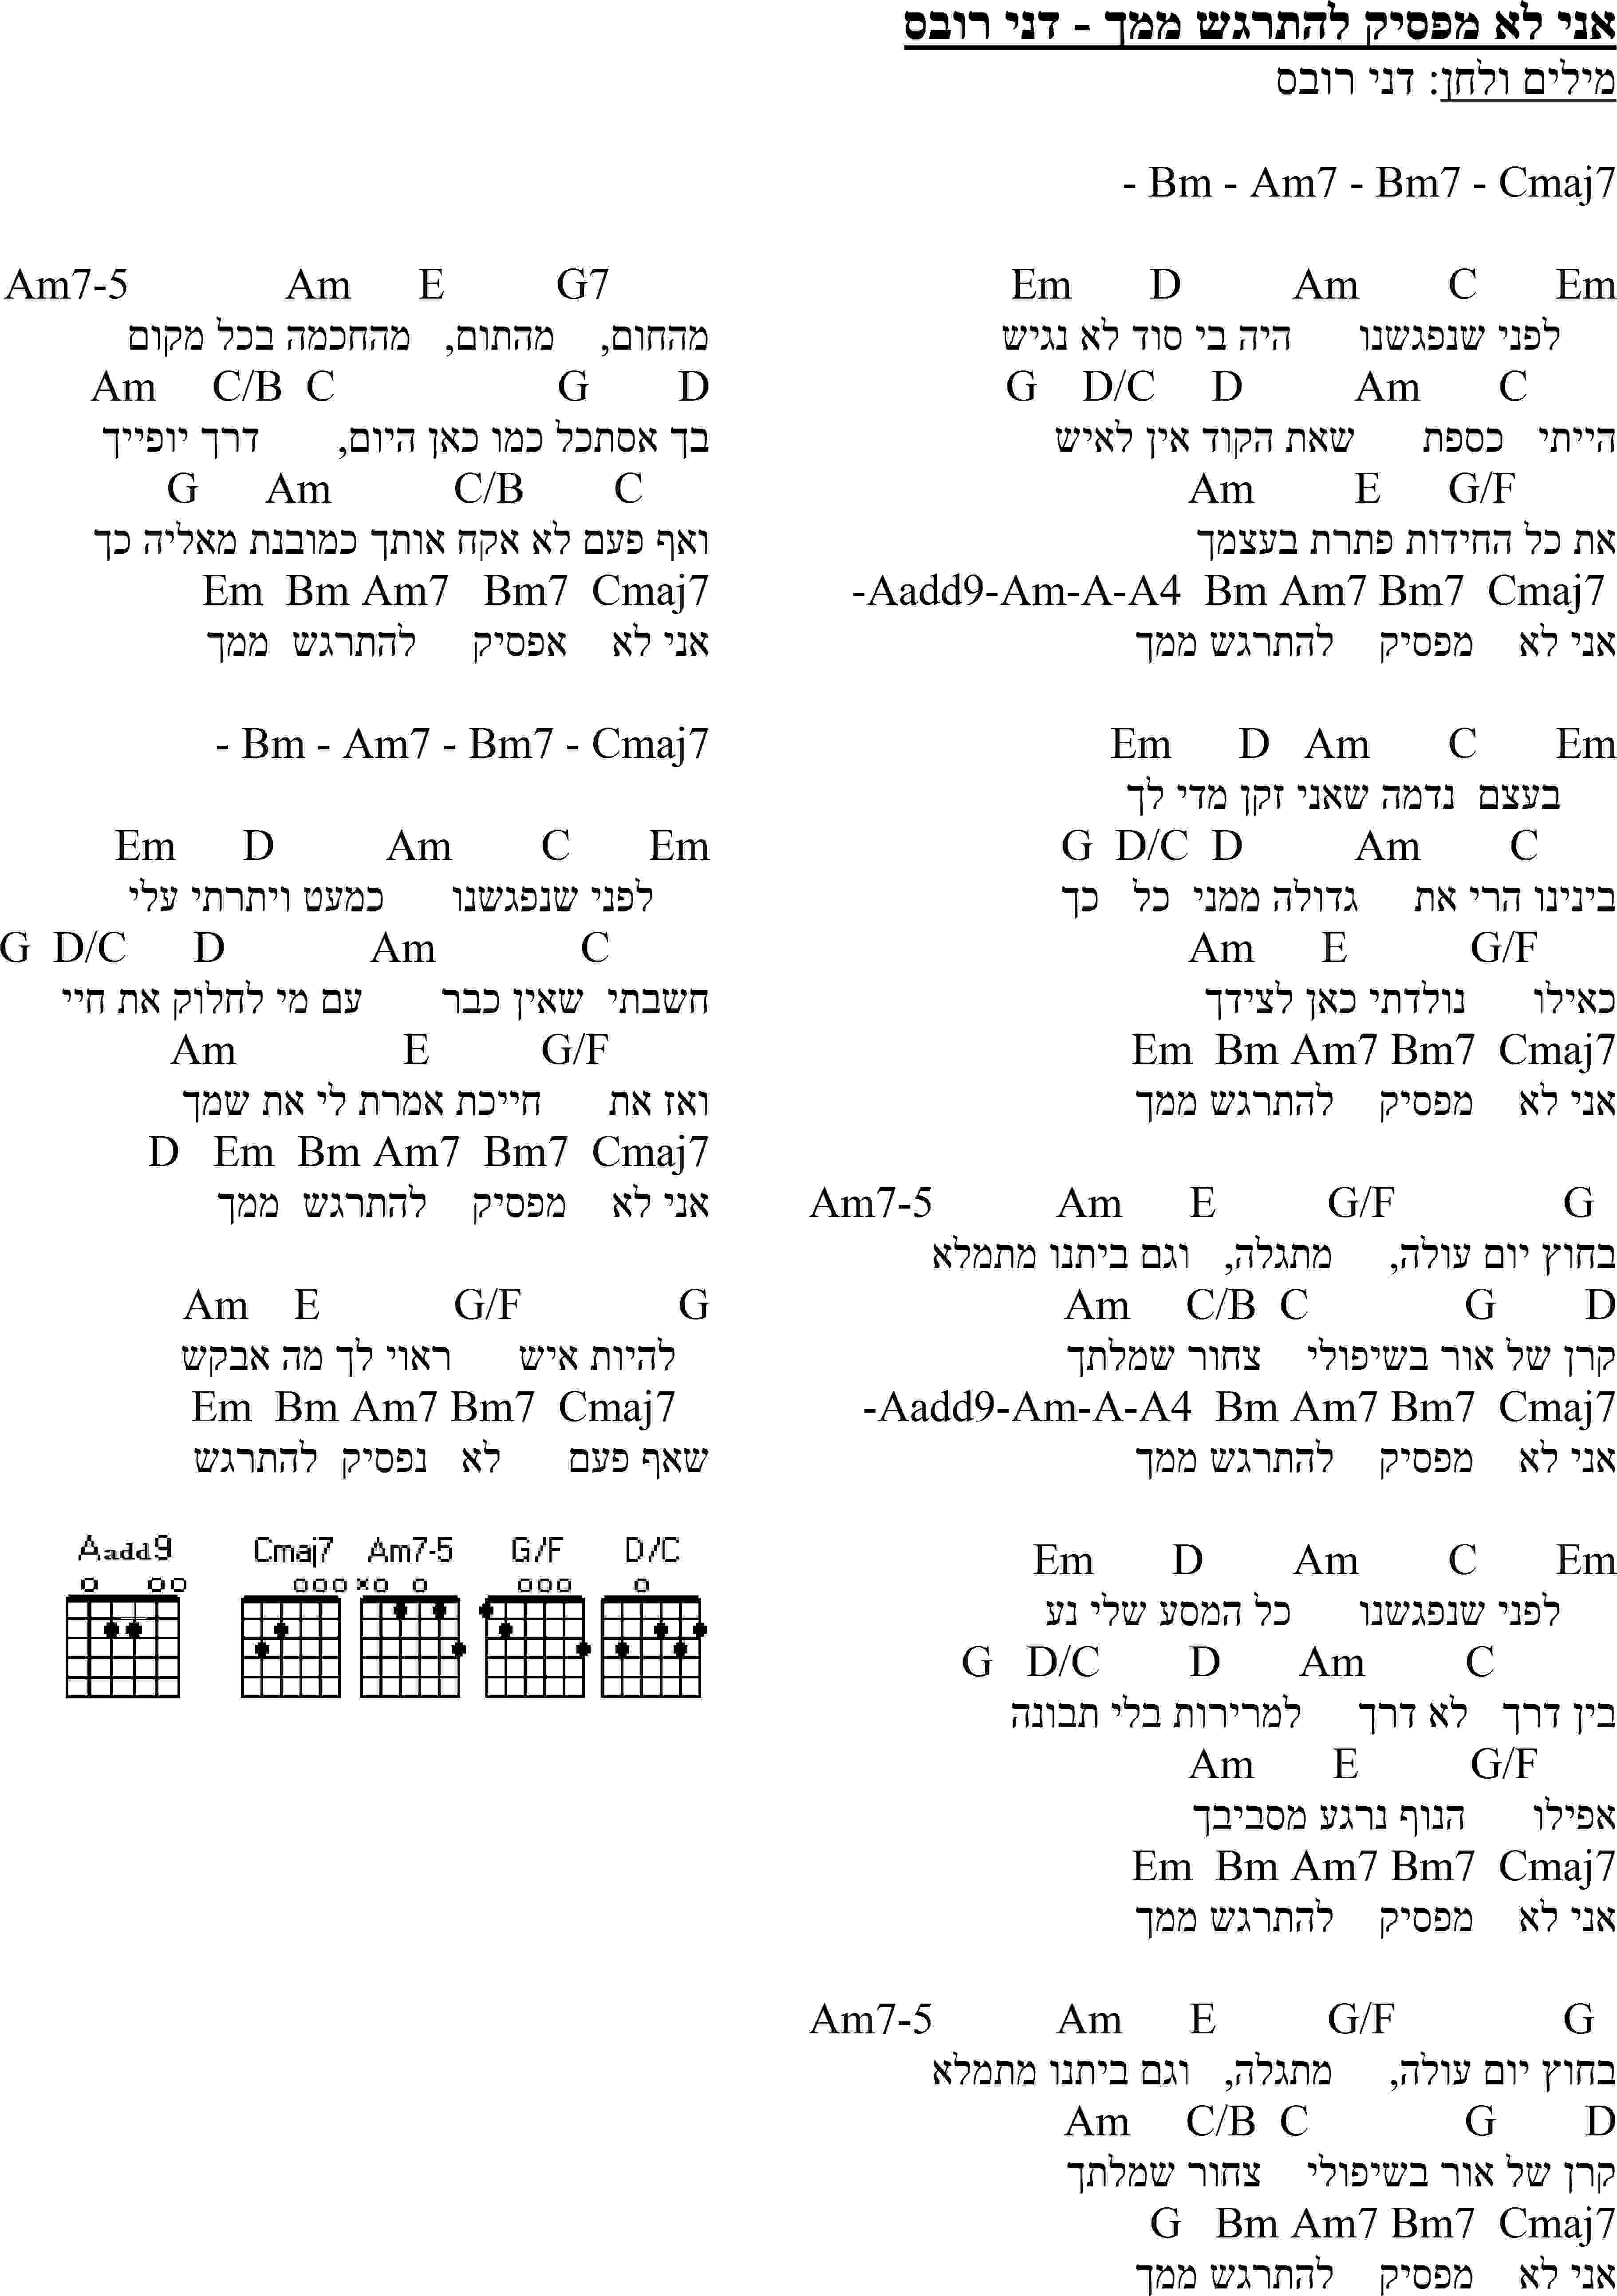 אני לא מפסיק להתרגש ממך - דני רובס
מילים ולחן: דני רובס
- Bm - Am7 - Bm7 - Cmaj7
Em D Am C Em
לפני שנפגשנו היה בי סוד לא נגיש
G D/C D Am C
הייתי כספת שאת הקוד אין לאיש
Am E G/F
את כל החידות פתרת בעצמך
-Aadd9-Am-A-A4 Bm Am7 Bm7 Cmaj7
אני לא מפסיק להתרגש ממך
Em D Am C Em
בעצם נדמה שאני זקן מדי לך
G D/C D Am C
בינינו הרי את גדולה ממני כל כך
Am E G/F
כאילו נולדתי כאן לצידך
Em Bm Am7 Bm7 Cmaj7
אני לא מפסיק להתרגש ממך
Am7-5 Am E G/F G
בחוץ יום עולה, מתגלה, וגם ביתנו מתמלא
Am C/B C G D
קרן של אור בשיפולי צחור שמלתך
-Aadd9-Am-A-A4 Bm Am7 Bm7 Cmaj7
אני לא מפסיק להתרגש ממך
Em D Am C Em
לפני שנפגשנו כל המסע שלי נע
G D/C D Am C
בין דרך לא דרך למרירות בלי תבונה
Am E G/F
אפילו הנוף נרגע מסביבך
Em Bm Am7 Bm7 Cmaj7
אני לא מפסיק להתרגש ממך
Am7-5 Am E G/F G
בחוץ יום עולה, מתגלה, וגם ביתנו מתמלא
Am C/B C G D
קרן של אור בשיפולי צחור שמלתך
G Bm Am7 Bm7 Cmaj7
אני לא מפסיק להתרגש ממך
Am7-5 Am E G7
מהחום, מהתום, מהחכמה בכל מקום
Am C/B C G D
בך אסתכל כמו כאן היום, דרך יופייך
G Am C/B C
ואף פעם לא אקח אותך כמובנת מאליה כך
Em Bm Am7 Bm7 Cmaj7
אני לא אפסיק להתרגש ממך
- Bm - Am7 - Bm7 - Cmaj7
Em D Am C Em
לפני שנפגשנו כמעט ויתרתי עלי
G D/C D Am C
חשבתי שאין כבר עם מי לחלוק את חיי
Am E G/F
ואז את חייכת אמרת לי את שמך
D Em Bm Am7 Bm7 Cmaj7
אני לא מפסיק להתרגש ממך
Am E G/F G
להיות איש ראוי לך מה אבקש
Em Bm Am7 Bm7 Cmaj7
שאף פעם לא נפסיק להתרגש
Aadd9 Cmaj7 Am7-5 G/F D/C